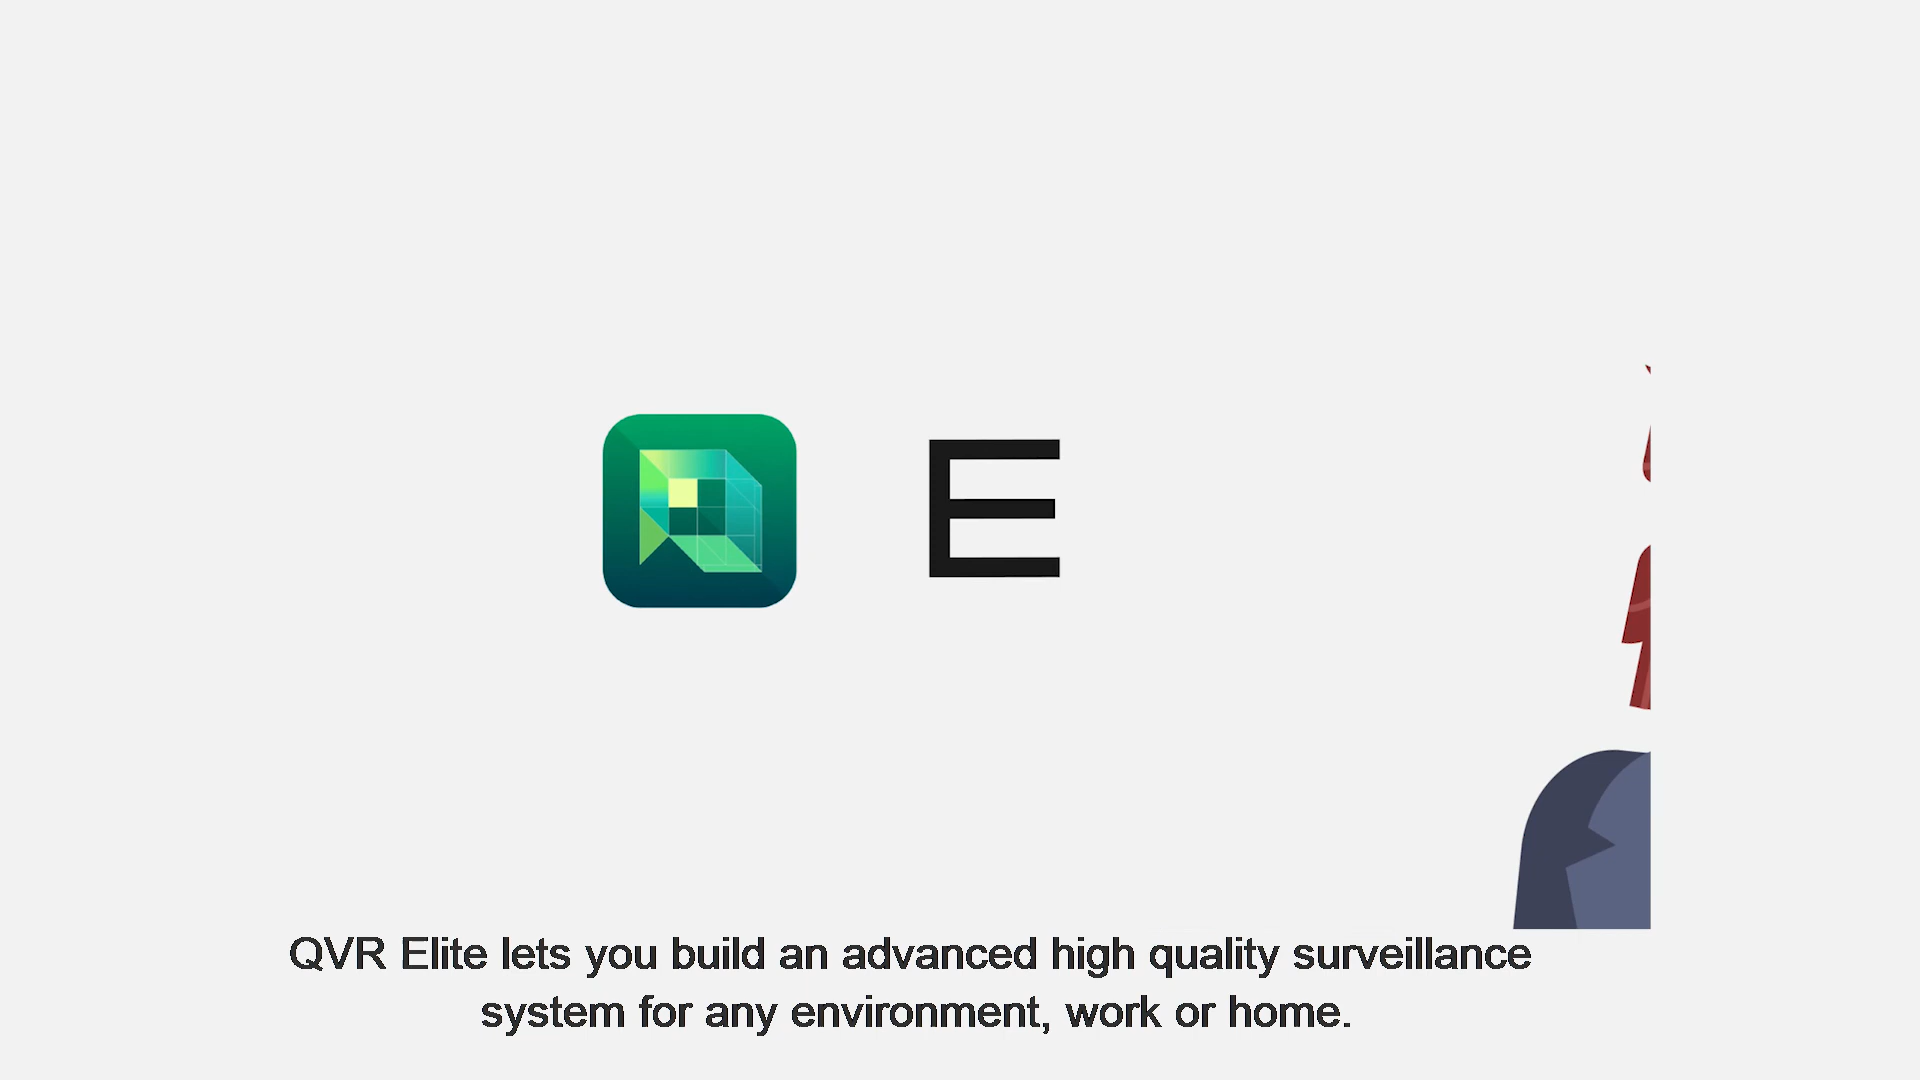 E
QVR Elite lets you build an advanced high quality surveillance
system for any environment, work or home.